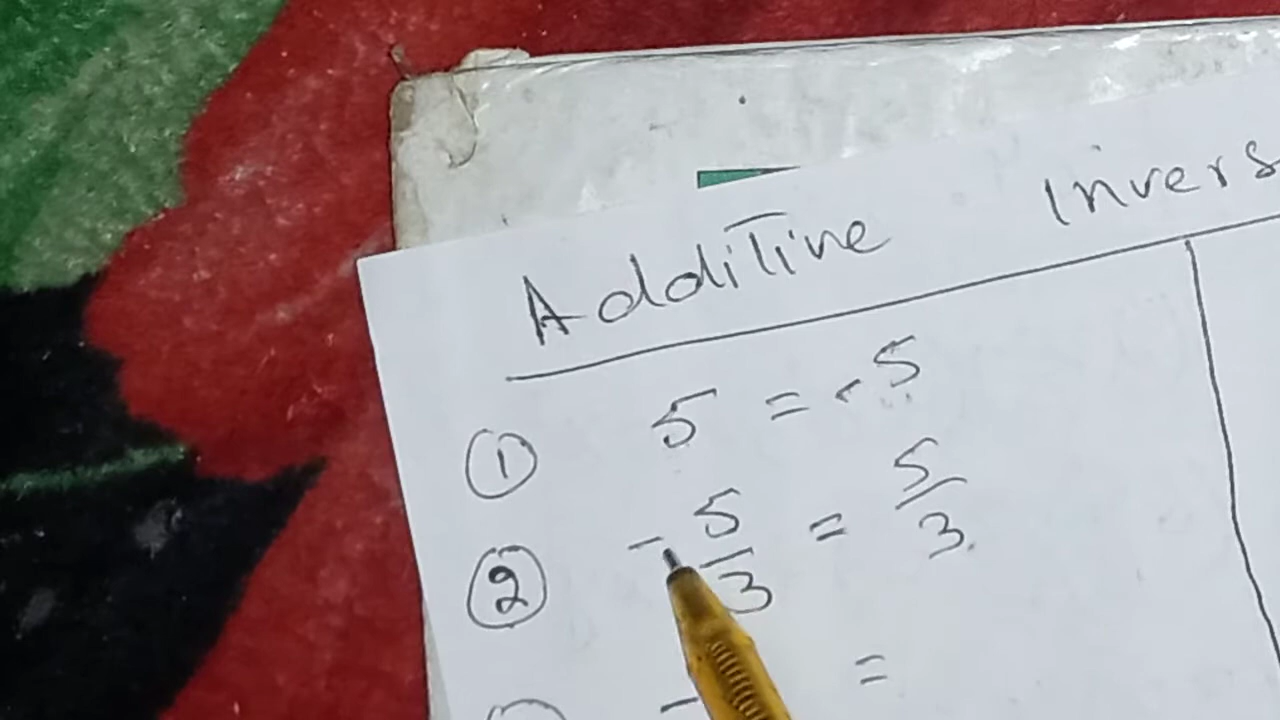 Additive Invers
① 5 = -5
② -5/3 = 5/3
- =